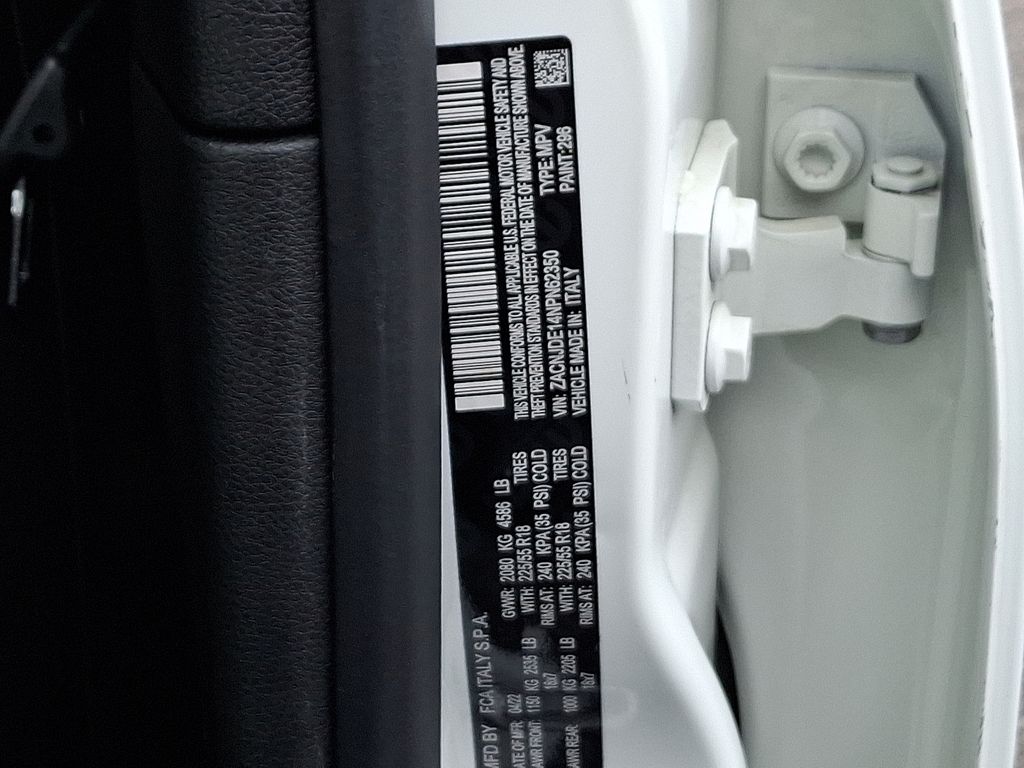 MFD BY FCA ITALY S.P.A.
DATE OF MFR 04/22 GVWR: 2080 KG 4586 LB
GAWR FRONT: 1150 KG 2535 LB WITH: 225/55 R18 TIRES
18x7 RIMS AT: 240 KPA(35 PSI) COLD
GAWR REAR: 1000 KG 2205 LB WITH: 225/55 R18 TIRES
18x7 RIMS AT: 240 KPA(35 PSI) COLD
THIS VEHICLE CONFORMS TO ALL APPLICABLE U.S. FEDERAL MOTOR VEHICLE SAFETY AND
THEFT PREVENTION STANDARDS IN EFFECT ON THE DATE OF MANUFACTURE SHOWN ABOVE.
VIN: ZACNJDE14NPN62350 TYPE: MPV
VEHICLE MADE IN: ITALY PAINT: 296